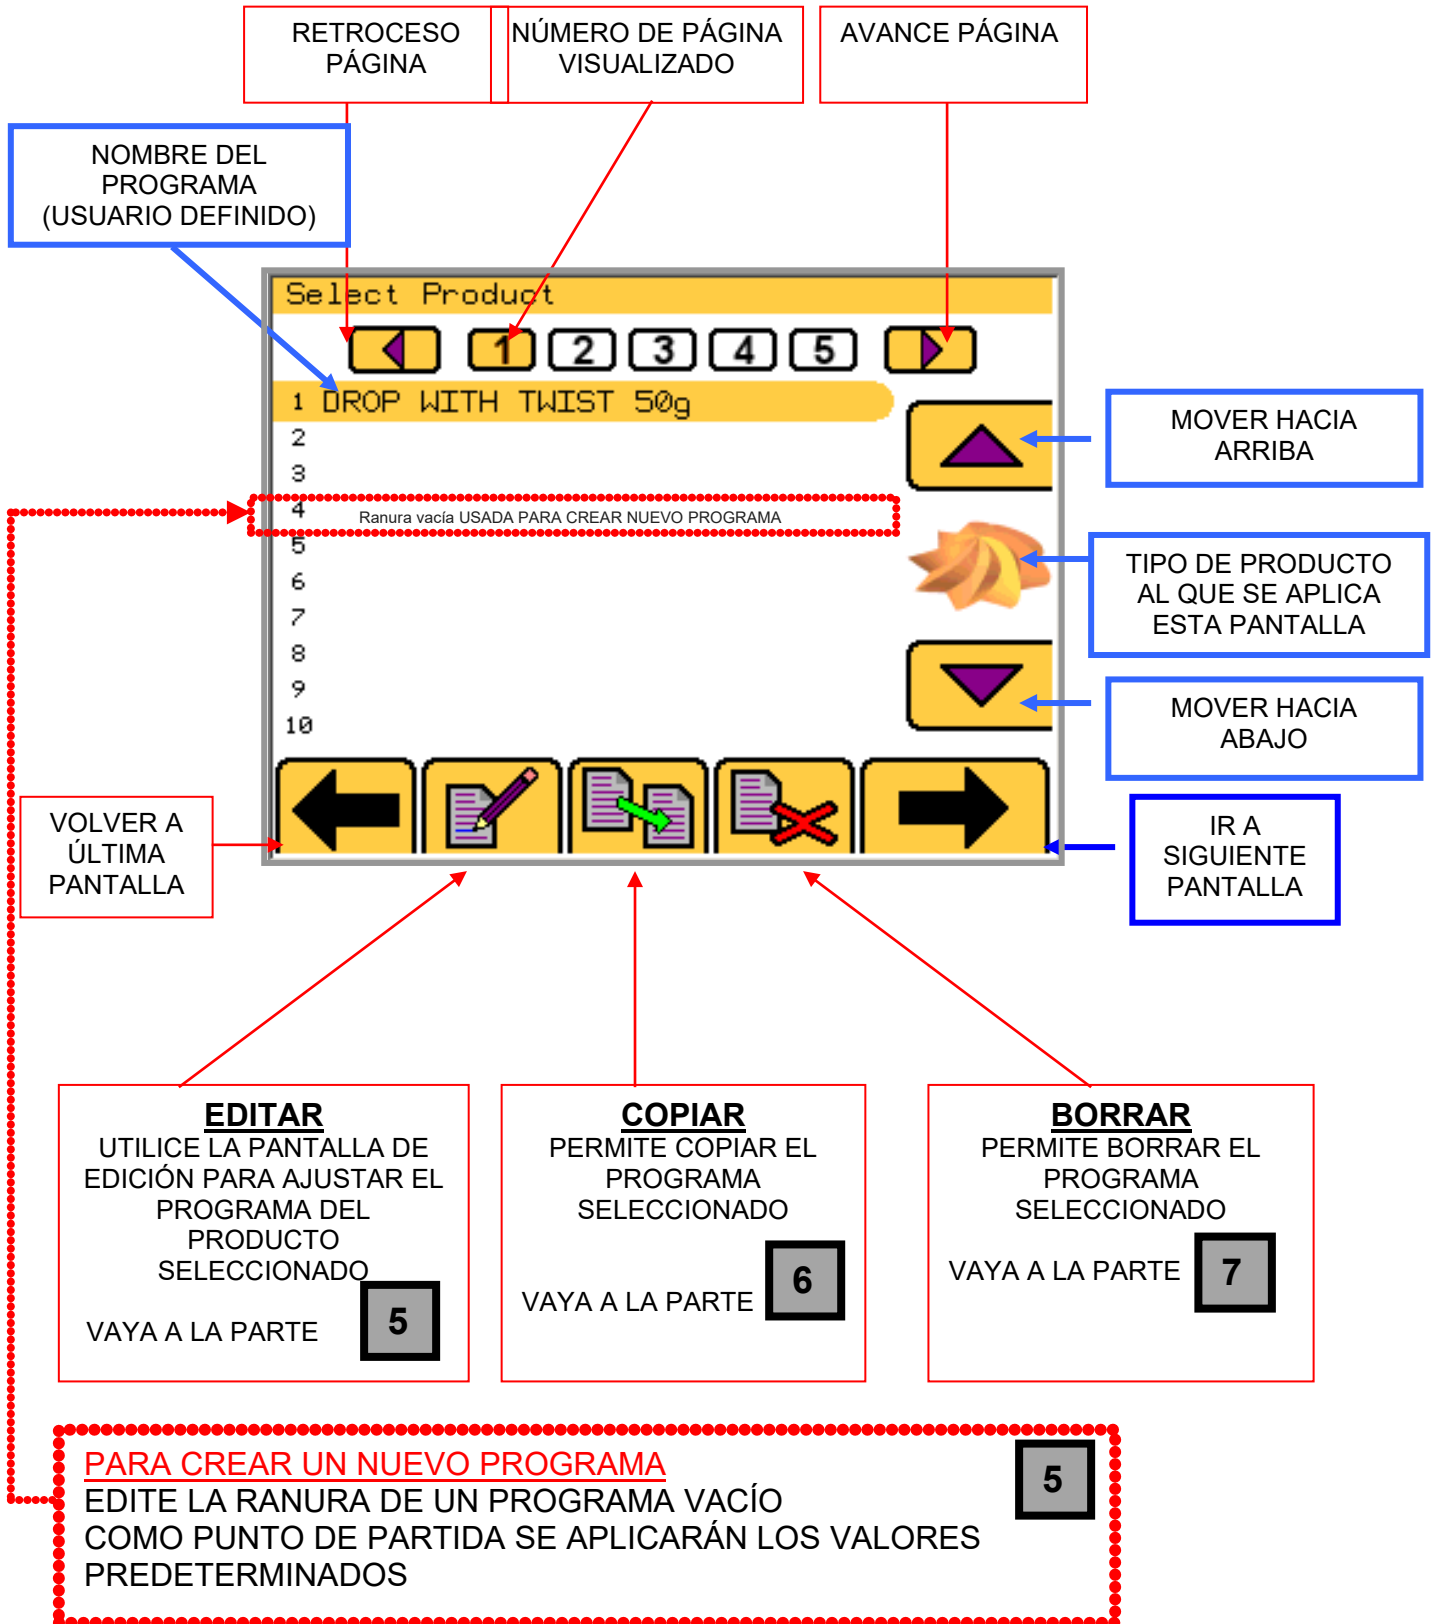 RETROCESO
PÁGINA
NÚMERO DE PÁGINA
VISUALIZADO
AVANCE PÁGINA
NOMBRE DEL
PROGRAMA
(USUARIO DEFINIDO)
Select Product
1 2 3 4 5
1 DROP WITH TWIST 50g
2
3
4 Ranura vacía USADA PARA CREAR NUEVO PROGRAMA
5
6
7
8
9
10
MOVER HACIA
ARRIBA
TIPO DE PRODUCTO
AL QUE SE APLICA
ESTA PANTALLA
MOVER HACIA
ABAJO
VOLVER A
ÚLTIMA
PANTALLA
IR A
SIGUIENTE
PANTALLA
EDITAR
UTILICE LA PANTALLA DE
EDICIÓN PARA AJUSTAR EL
PROGRAMA DEL
PRODUCTO
SELECCIONADO
VAYA A LA PARTE 5
COPIAR
PERMITE COPIAR EL
PROGRAMA
SELECCIONADO
VAYA A LA PARTE 6
BORRAR
PERMITE BORRAR EL
PROGRAMA
SELECCIONADO
VAYA A LA PARTE 7
PARA CREAR UN NUEVO PROGRAMA 5
EDITE LA RANURA DE UN PROGRAMA VACÍO
COMO PUNTO DE PARTIDA SE APLICARÁN LOS VALORES
PREDETERMINADOS